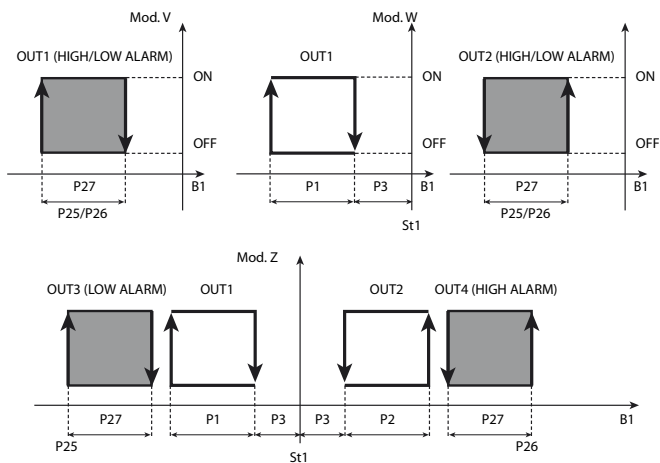 Mod. V
Mod. W
OUT1 (HIGH/LOW ALARM)
OUT1
OUT2 (HIGH/LOW ALARM)
ON
ON
ON
OFF
OFF
OFF
P27
B1
P1
P3
B1
P27
B1
P25/P26
St1
P25/P26
Mod. Z
OUT3 (LOW ALARM)
OUT1
OUT2
OUT4 (HIGH ALARM)
P27
P1
P3
P3
P2
P27
B1
P25
St1
P26